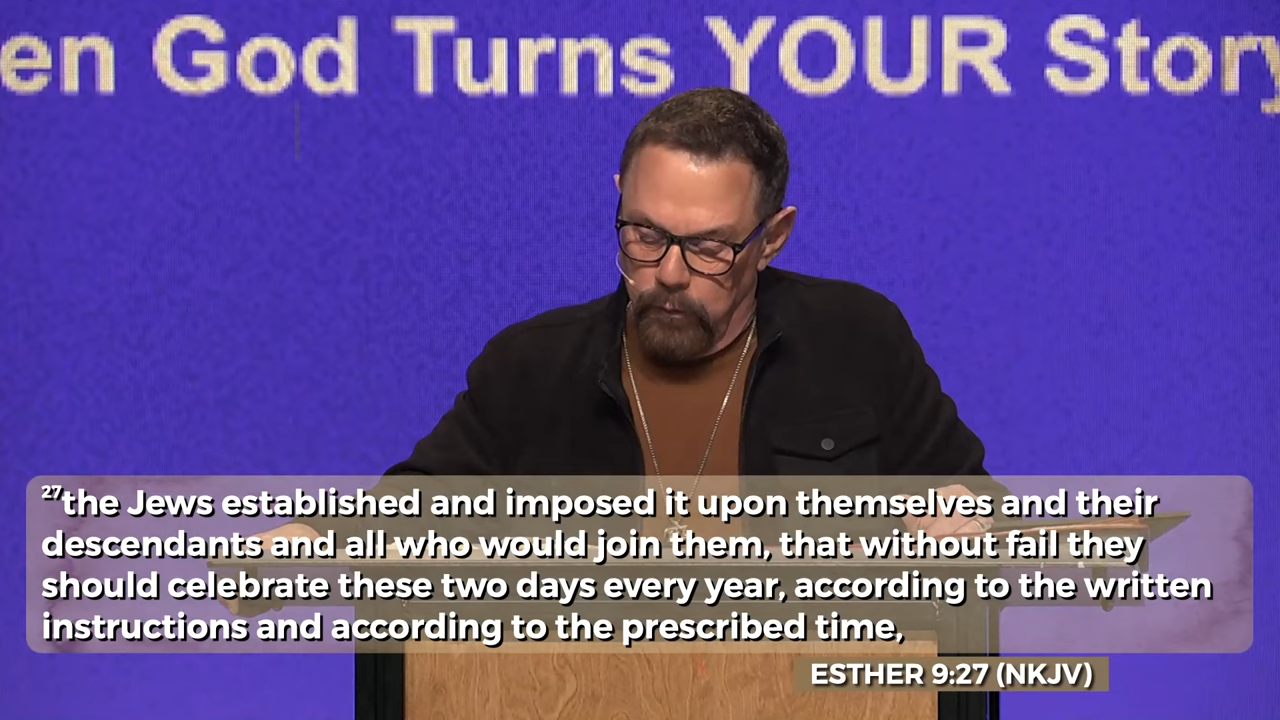 en God Turns YOUR Story
27the Jews established and imposed it upon themselves and their
descendants and all who would join them, that without fail they
should celebrate these two days every year, according to the written
instructions and according to the prescribed time,
ESTHER 9:27 (NKJV)